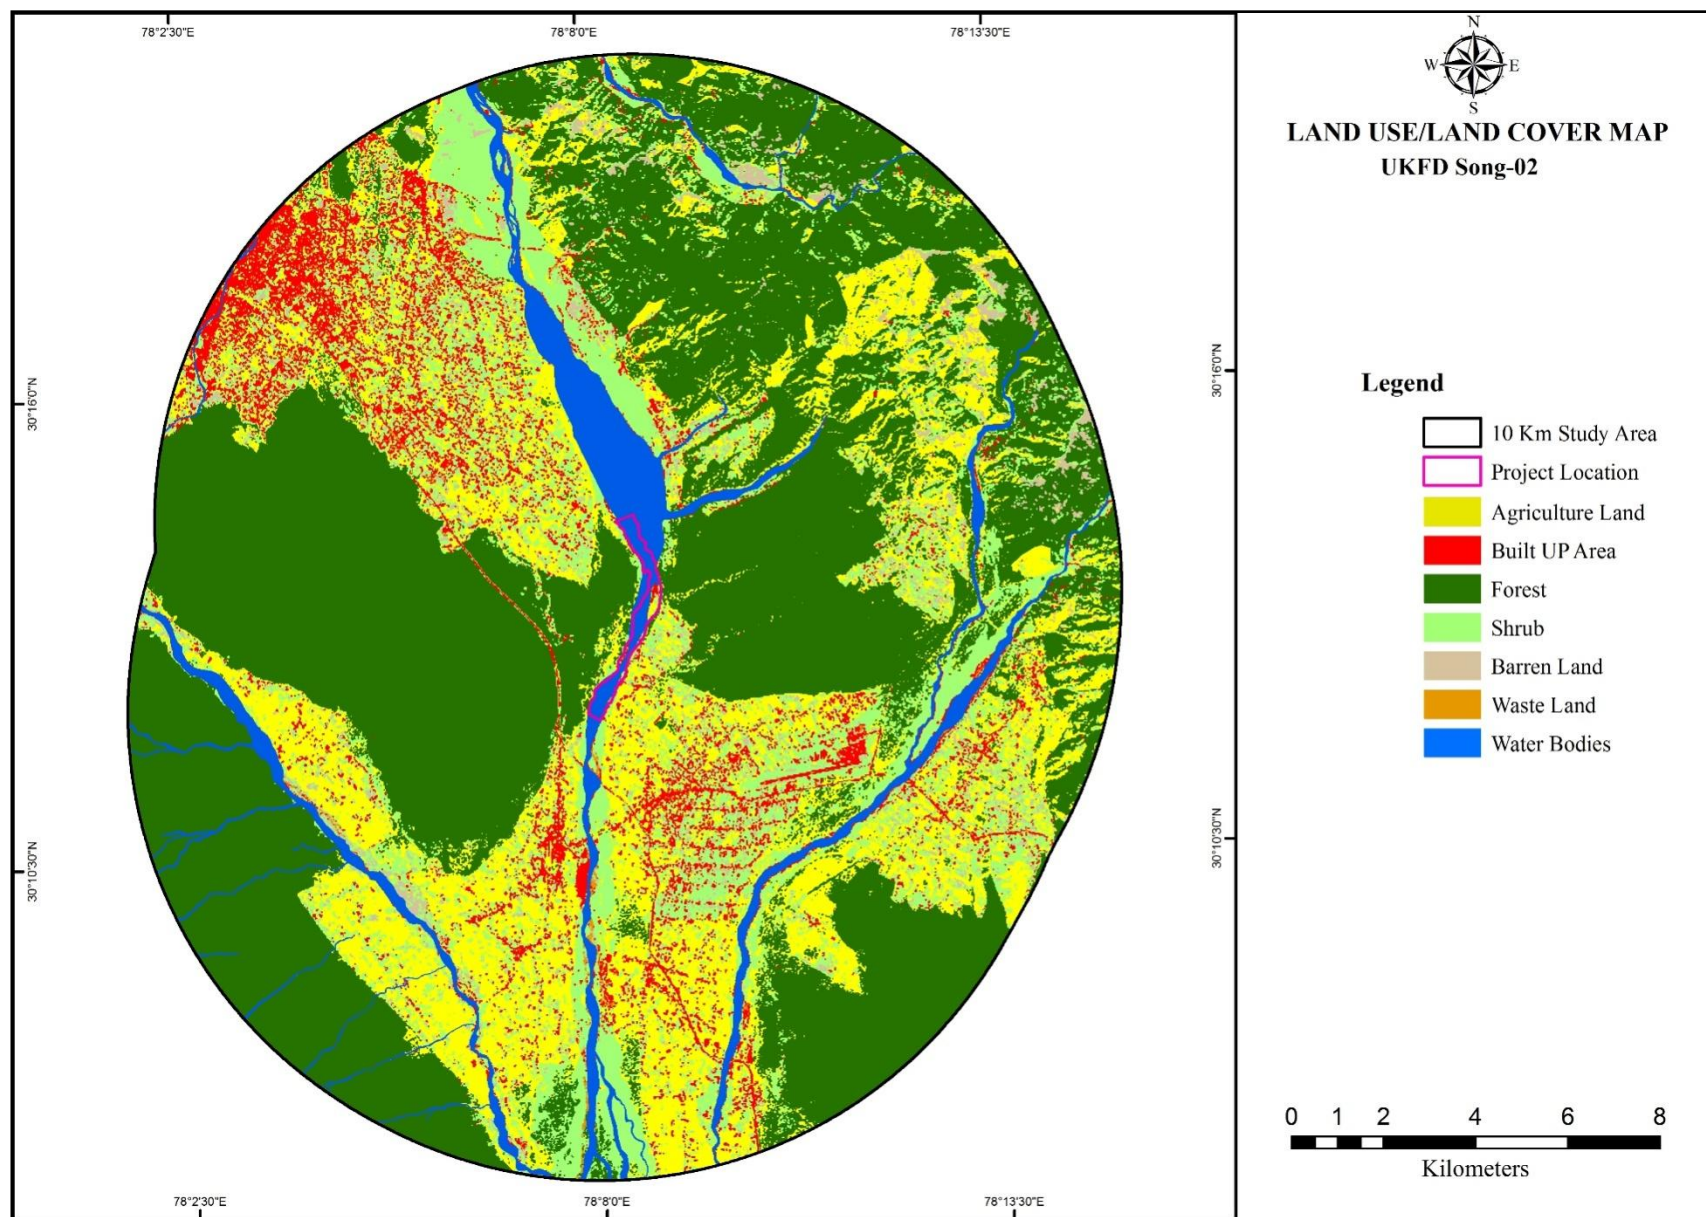 78°2'30"E
78°8'0"E
78°13'30"E
N
W
E
S
LAND USE/LAND COVER MAP
UKFD Song-02
30°16'0"N
30°16'0"N
Legend
10 Km Study Area
Project Location
Agriculture Land
Built UP Area
Forest
Shrub
Barren Land
Waste Land
Water Bodies
30°10'30"N
30°10'30"N
0 1 2 4 6 8
Kilometers
78°2'30"E
78°8'0"E
78°13'30"E